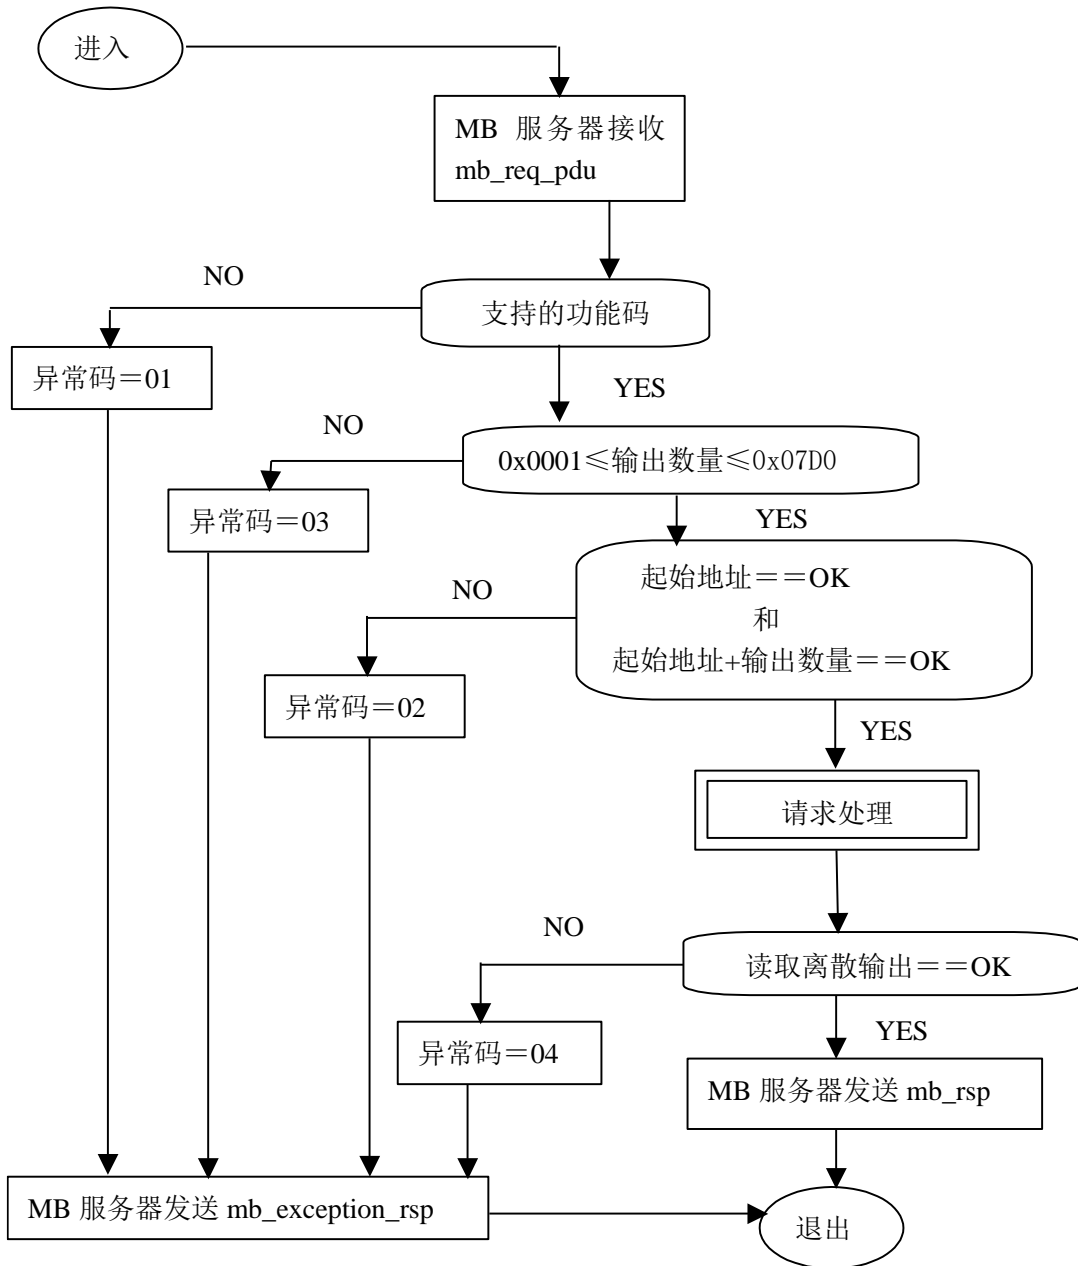 进入
MB 服务器接收
mb_req_pdu
NO
支持的功能码
异常码＝01
YES
NO
0x0001≤输出数量≤0x07D0
异常码＝03
YES
起始地址＝＝OK
和
起始地址+输出数量＝＝OK
NO
异常码＝02
YES
请求处理
NO
读取离散输出＝＝OK
异常码＝04
YES
MB 服务器发送 mb_rsp
MB 服务器发送 mb_exception_rsp
退出